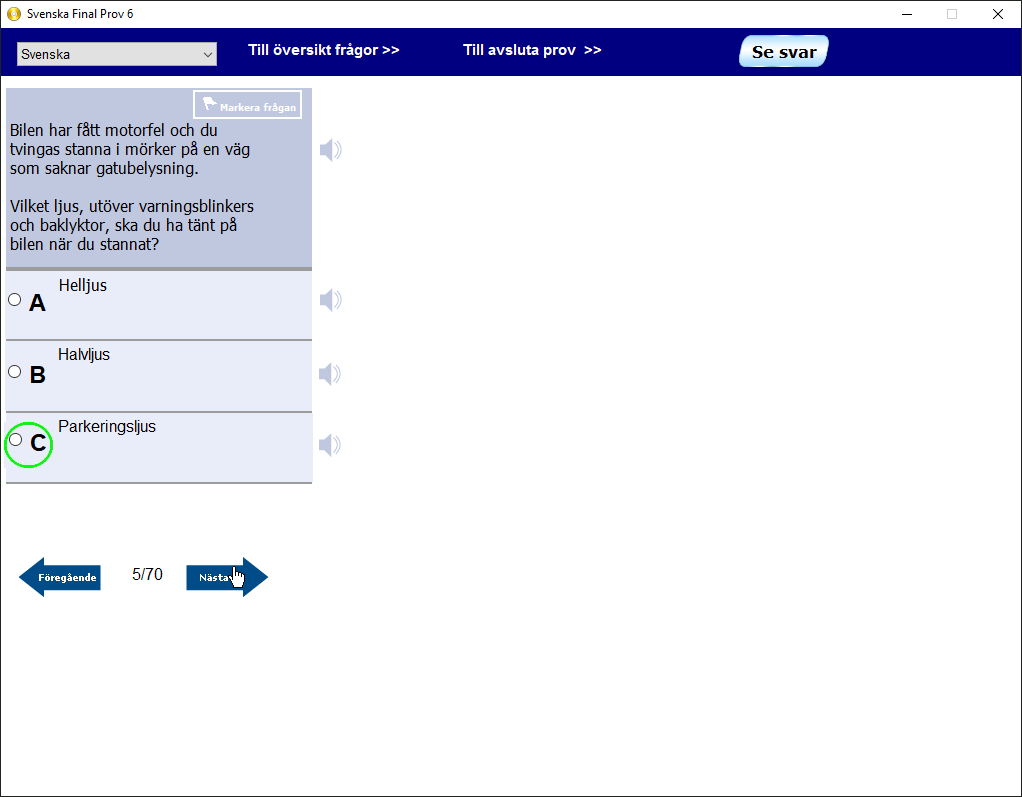 Svenska Final Prov 6
Svenska
Till översikt frågor >>
Till avsluta prov >>
Se svar
Markera frågan
Bilen har fått motorfel och du
tvingas stanna i mörker på en väg
som saknar gatubelysning.
Vilket ljus, utöver varningsblinkers
och baklyktor, ska du ha tänt på
bilen när du stannat?
A
Helljus
B
Halvljus
C
Parkeringsljus
Föregående
5/70